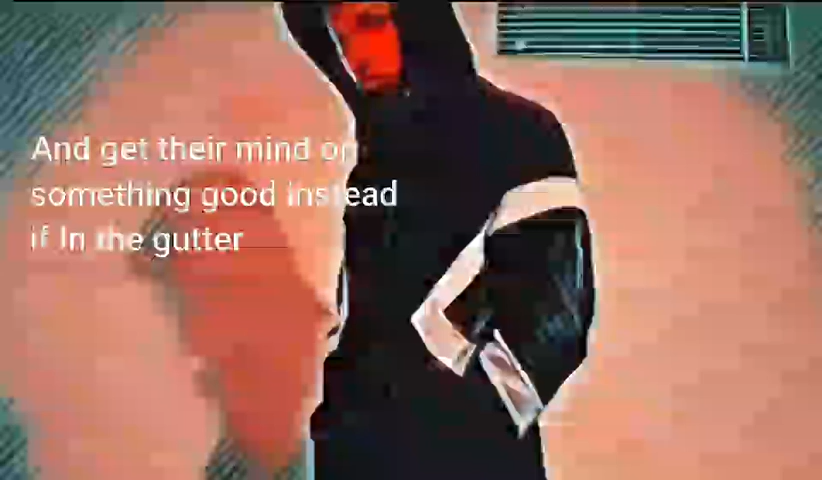 And get their mind on
something good instead
if In the gutter